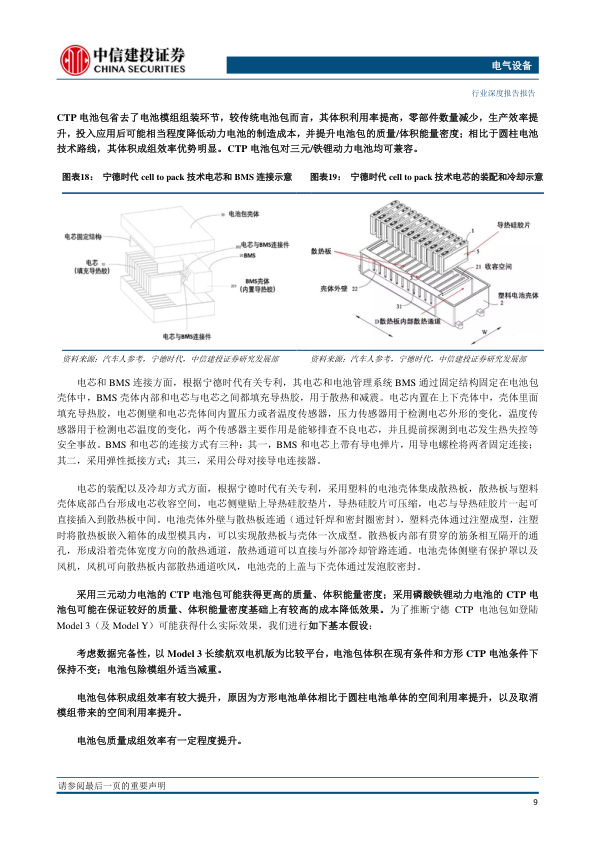 中信建投证券
CHINA SECURITIES
电气设备
行业深度报告报告
CTP 电池包省去了电池模组组装环节，较传统电池包而言，其体积利用率提高，零部件数量减少，生产效率提
升，投入应用后可能相当程度降低动力电池的制造成本，并提升电池包的质量/体积能量密度；相比于圆柱电池
技术路线，其体积成组效率优势明显。CTP 电池包对三元/铁锂动力电池均可兼容。
图表18： 宁德时代 cell to pack 技术电芯和 BMS 连接示意
图表19： 宁德时代 cell to pack 技术电芯的装配和冷却示意
电池包壳体
电芯固定结构
电芯与BMS连接件
BMS
电芯
（填充导热胶）
BMS壳体
（内置导热胶）
电芯与BMS连接件
导热硅胶片
1
散热板
5
21 收容空间
壳体外壁 22
2
塑料电池壳体
31
D散热板内部散热通道
W
资料来源：汽车人参考，宁德时代，中信建投证券研究发展部
资料来源：汽车人参考，宁德时代，中信建投证券研究发展部
电芯和 BMS 连接方面，根据宁德时代有关专利，其电芯和电池管理系统 BMS 通过固定结构固定在电池包
壳体中，BMS 壳体内部和电芯与电芯之间都填充导热胶，用于散热和减震。电芯内置在上下壳体中，壳体里面
填充导热胶，电芯侧壁和电芯壳体间内置压力或者温度传感器，压力传感器用于检测电芯外形的变化，温度传
感器用于检测电芯温度的变化，两个传感器主要作用是能够排查不良电芯，并且提前探测到电芯发生热失控等
安全事故。BMS 和电芯的连接方式有三种：其一，BMS 和电芯上带有导电弹片，用导电螺栓将两者固定连接；
其二，采用弹性抵接方式；其三，采用公母对接导电连接器。
电芯的装配以及冷却方式方面，根据宁德时代有关专利，采用塑料的电池壳体集成散热板，散热板与塑料
壳体底部凸台形成电芯收容空间，电芯侧壁贴上导热硅胶垫片，导热硅胶片可压缩，电芯与导热硅胶片一起可
直接插入到散热板中间。电池壳体外壁与散热板连通（通过钎焊和密封圈密封），塑料壳体通过注塑成型，注塑
时将散热板嵌入箱体的成型模具内，可以实现散热板与壳体一次成型。散热板内部有贯穿的筋条相互隔开的通
孔，形成沿着壳体宽度方向的散热通道，散热通道可以直接与外部冷却管路连通。电池壳体侧壁有保护罩以及
风机，风机可向散热板内部散热通道吹风，电池壳的上盖与下壳体通过发泡胶密封。
采用三元动力电池的 CTP 电池包可能获得更高的质量、体积能量密度；采用磷酸铁锂动力电池的 CTP 电
池包可能在保证较好的质量、体积能量密度基础上有较高的成本降低效果。为了推断宁德 CTP 电池包如登陆
Model 3（及 Model Y）可能获得什么实际效果，我们进行如下基本假设：
考虑数据完备性，以 Model 3 长续航双电机版为比较平台，电池包体积在现有条件和方形 CTP 电池条件下
保持不变；电池包除模组外适当减重。
电池包体积成组效率有较大提升，原因为方形电池单体相比于圆柱电池单体的空间利用率提升，以及取消
模组带来的空间利用率提升。
电池包质量成组效率有一定程度提升。
请参阅最后一页的重要声明
9